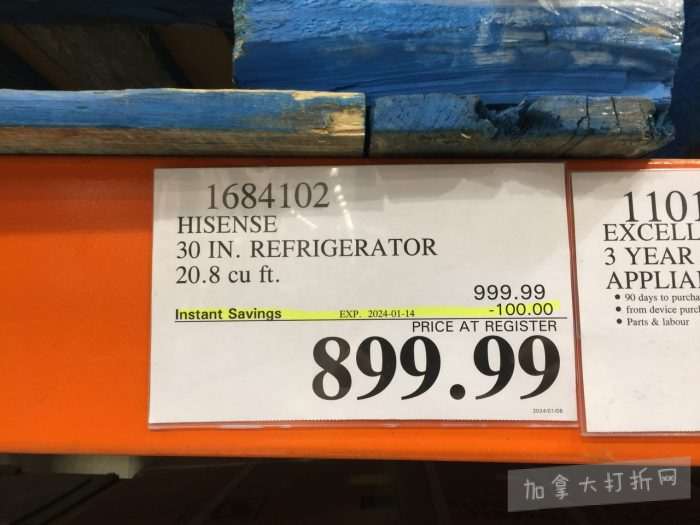 1684102
HISENSE
30 IN. REFRIGERATOR
20.8 cu ft.
999.99
Instant Savings EXP. 2024-01-14 -100.00
PRICE AT REGISTER
899.99
2024/01/08
1101
EXCELL
3 YEAR
APPLIA
• 90 days to purcha
• from device purch
• Parts & labour
加拿大打折网